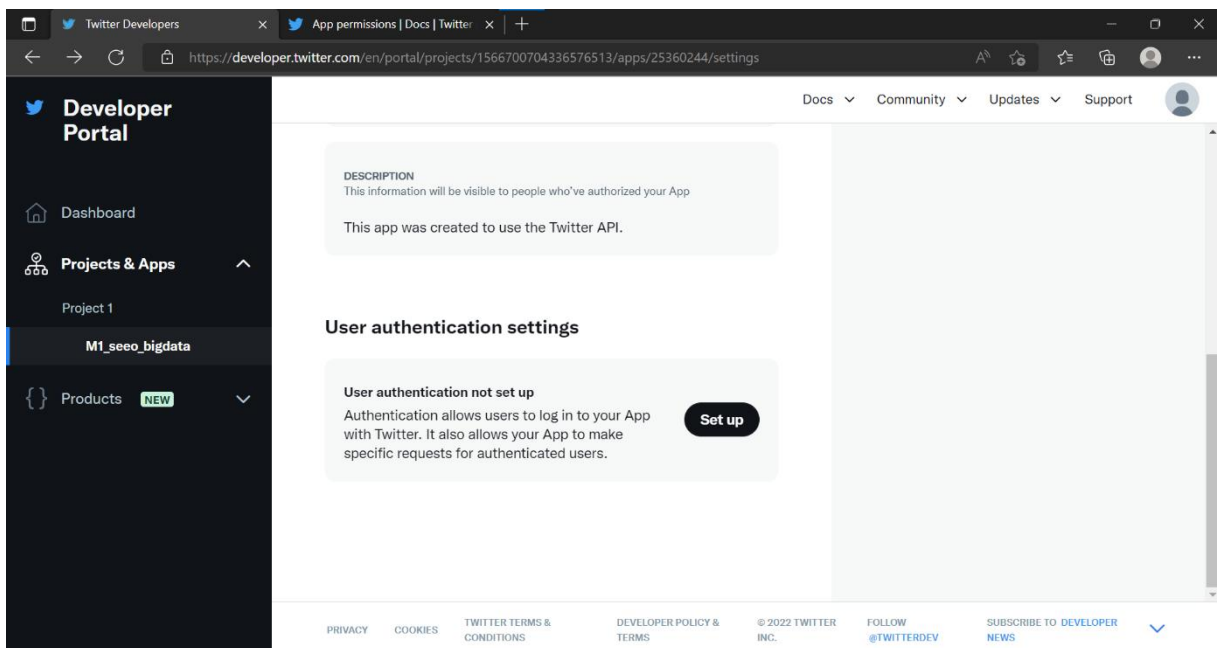 Twitter Developers
App permissions | Docs | Twitter
https://developer.twitter.com/en/portal/projects/1566700704336576513/apps/25360244/settings
Developer
Portal
Docs
Community
Updates
Support
Dashboard
Projects & Apps
Project 1
M1_seeo_bigdata
Products NEW
DESCRIPTION
This information will be visible to people who've authorized your App
This app was created to use the Twitter API.
User authentication settings
User authentication not set up
Authentication allows users to log in to your App
with Twitter. It also allows your App to make
specific requests for authenticated users.
Set up
PRIVACY
COOKIES
TWITTER TERMS &
CONDITIONS
DEVELOPER POLICY &
TERMS
© 2022 TWITTER
INC.
FOLLOW
@TWITTERDEV
SUBSCRIBE TO DEVELOPER
NEWS